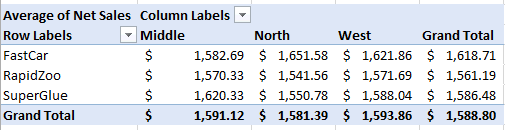 Average of Net Sales Column Labels
Row Labels Middle North West Grand Total
FastCar $ 1,582.69 $ 1,651.58 $ 1,621.86 $ 1,618.71
RapidZoo $ 1,570.33 $ 1,541.56 $ 1,571.69 $ 1,561.19
SuperGlue $ 1,620.33 $ 1,550.78 $ 1,588.04 $ 1,586.48
Grand Total $ 1,591.12 $ 1,581.39 $ 1,593.86 $ 1,588.80